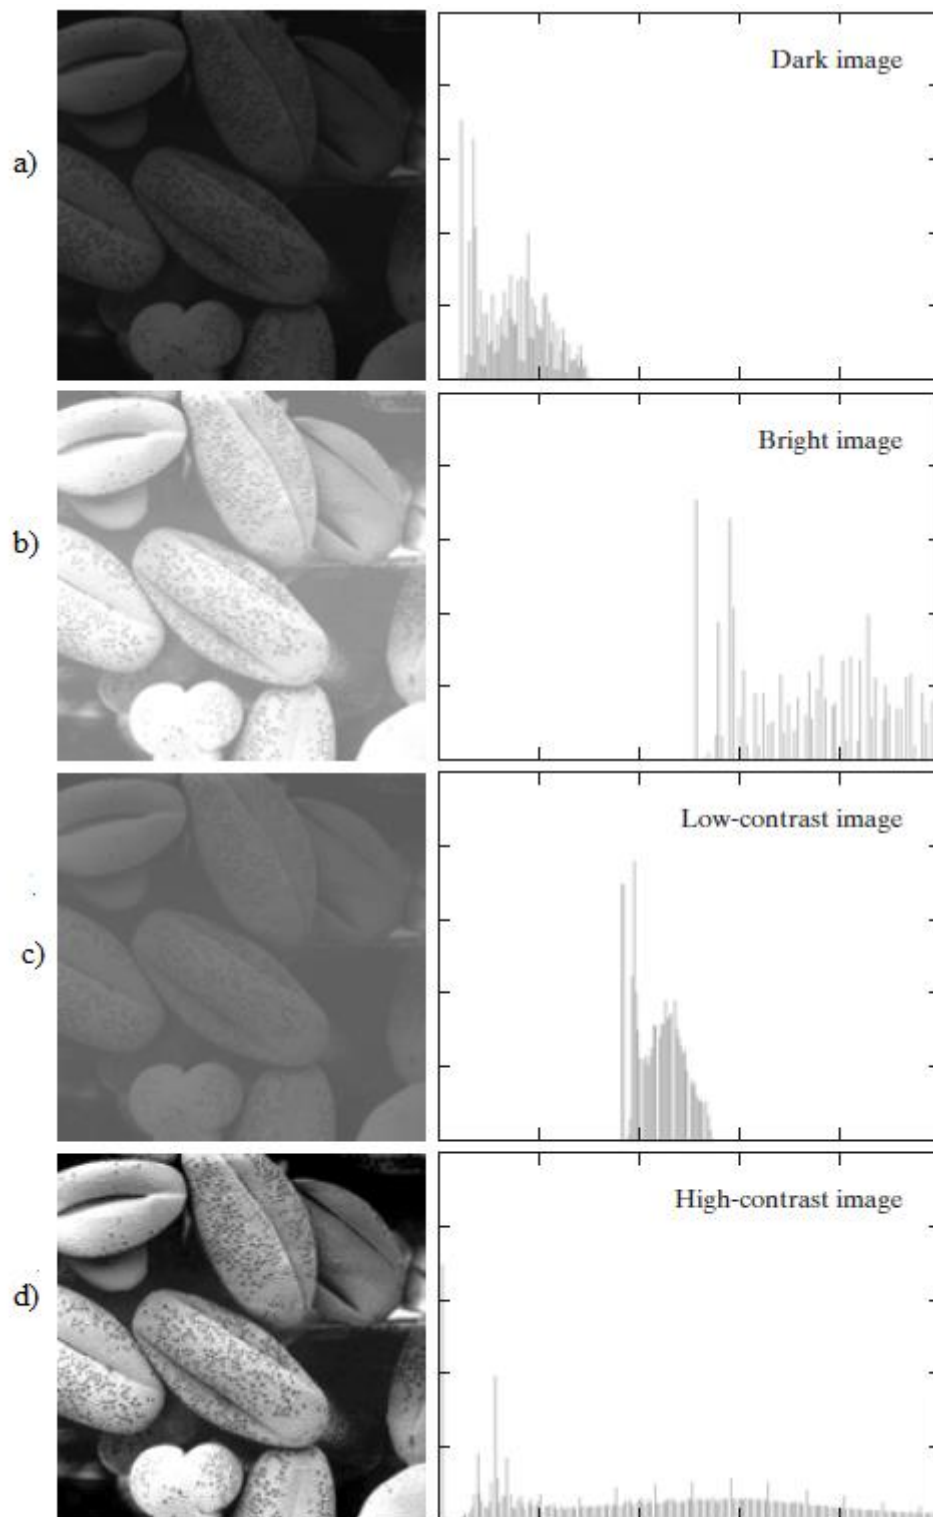 a)
Dark image
b)
Bright image
c)
Low-contrast image
d)
High-contrast image